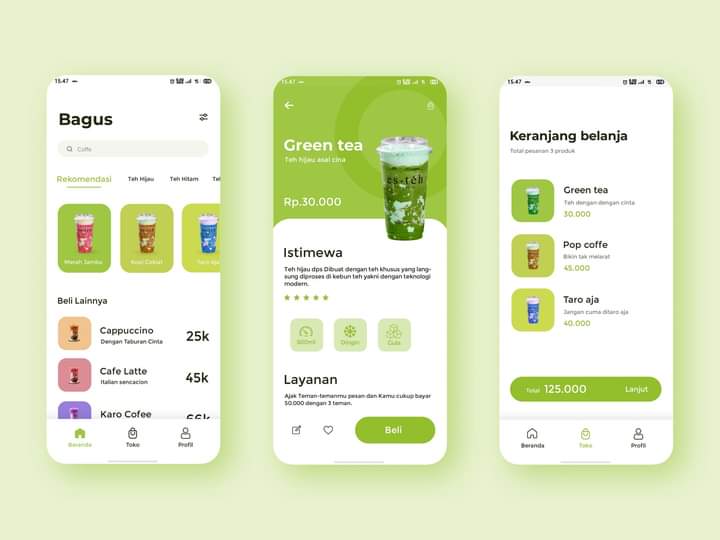 15.47
Bagus
Coffe
Rekomendasi
Teh Hijau
Teh Hitam
Merah Jambu
Kopi Coklat
Taro aja
Beli Lainnya
Cappuccino
Dengan Taburan Cinta
25k
Cafe Latte
Italian sencacion
45k
Karo Cofee
66k
Beranda
Toko
Profil
15.47
Green tea
Teh hijau asal cina
es-teh
Rp.30.000
Istimewa
Teh hijau dps Dibuat dengan teh khusus yang lang-
sung diproses di kebun teh yakni dengan teknologi
modern.
Dingin
Gula
Layanan
Ajak Teman-temanmu pesan dan Kamu cukup bayar
50.000 dengan 3 teman.
Beli
15.47
Keranjang belanja
Total pesanan 3 produk
Green tea
Teh dengan-dengan cinta
30.000
Pop coffe
Bikin tak melarat
45.000
Taro aja
Jangan cuma ditaro aja
40.000
Total 125.000
Lanjut
Beranda
Toko
Profil